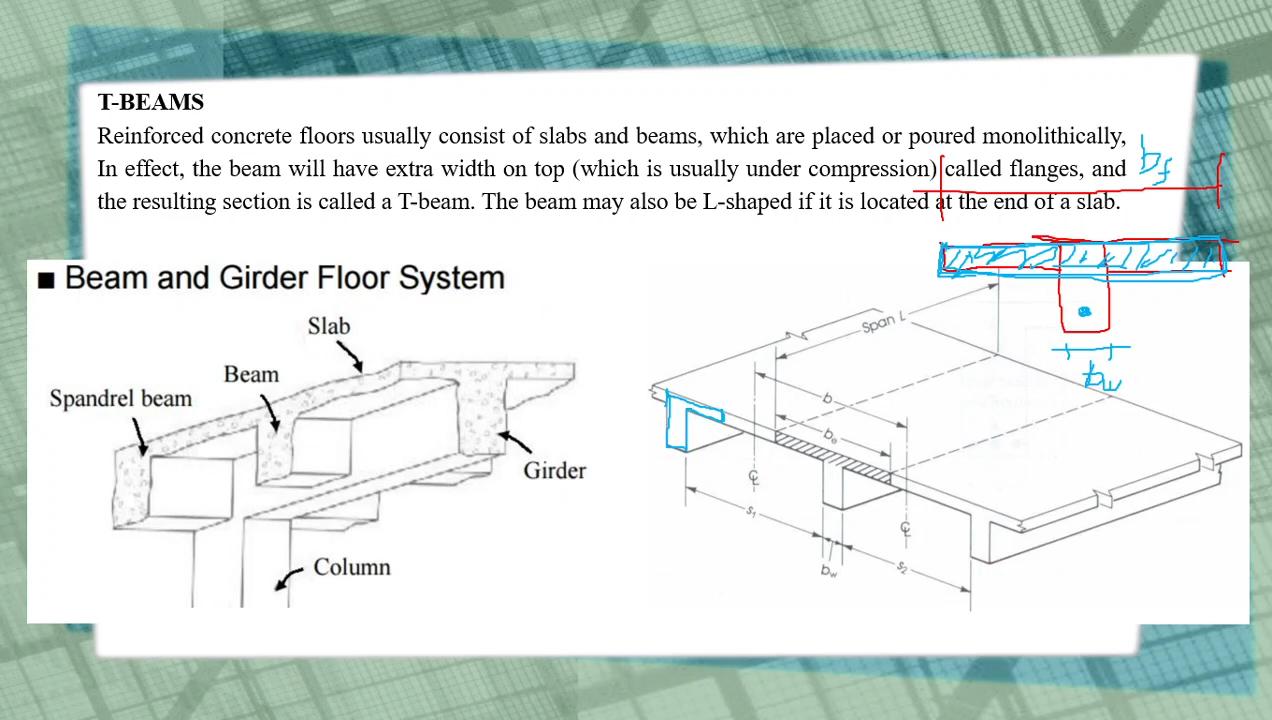 T-BEAMS
Reinforced concrete floors usually consist of slabs and beams, which are placed or poured monolithically,
In effect, the beam will have extra width on top (which is usually under compression) called flanges, and
the resulting section is called a T-beam. The beam may also be L-shaped if it is located at the end of a slab.
bf
■ Beam and Girder Floor System
Slab
Beam
Spandrel beam
Girder
Column
Span L
bw
b
be
℄
s₁
℄
s₂
bw